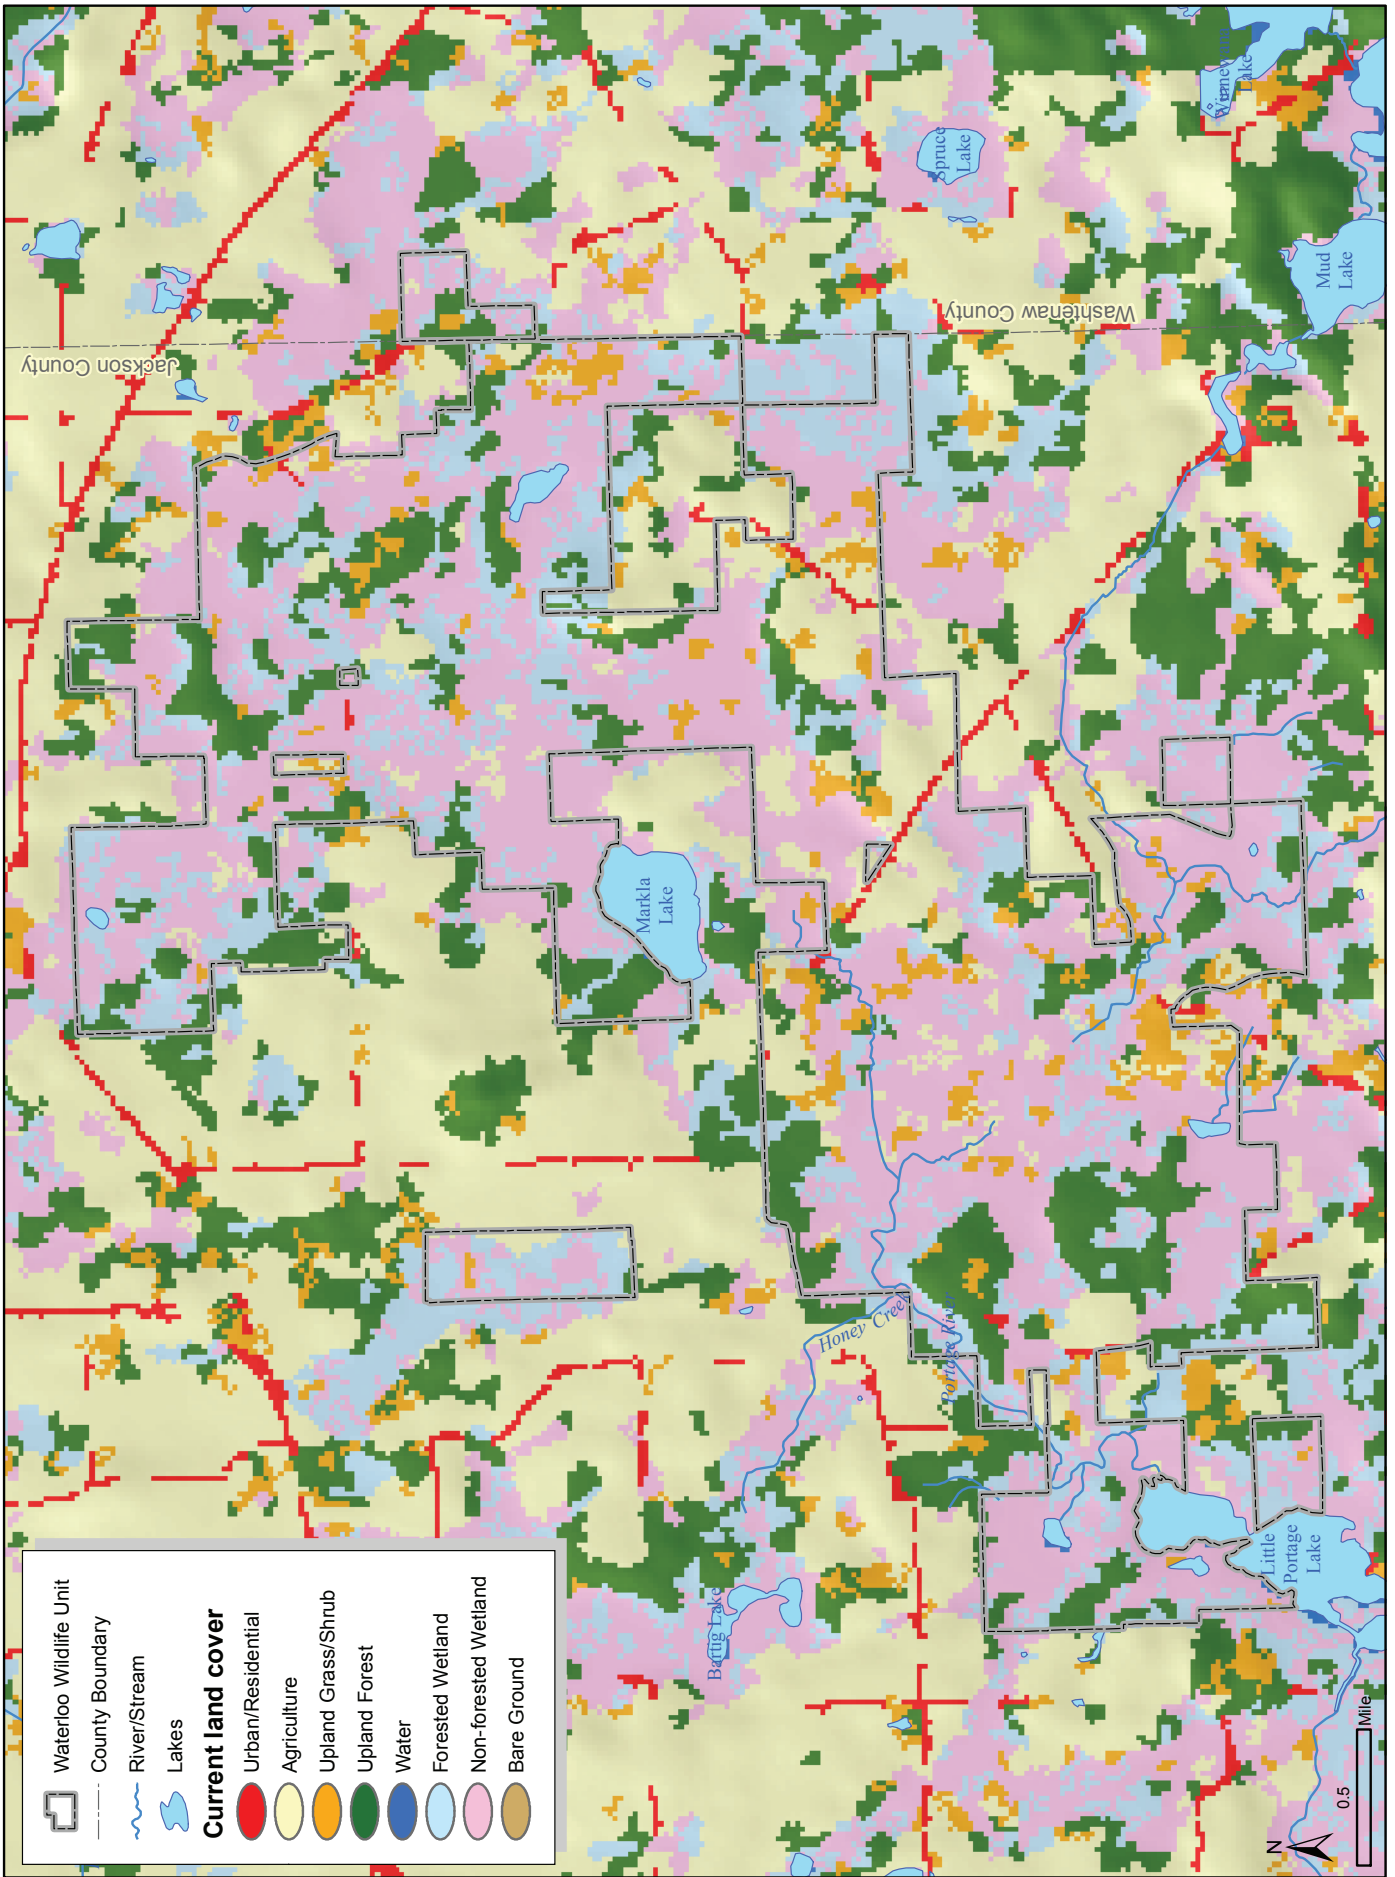 Waterloo Wildlife Unit
County Boundary
River/Stream
Lakes
Current land cover
Urban/Residential
Agriculture
Upland Grass/Shrub
Upland Forest
Water
Forested Wetland
Non-forested Wetland
Bare Ground
Jackson County
Washtenaw County
Markla
Lake
Spruce
Lake
Winnewana
Lake
Mud
Lake
Honey Creek
Portage River
Bartig Lake
Little
Portage
Lake
N
0.5
Mile